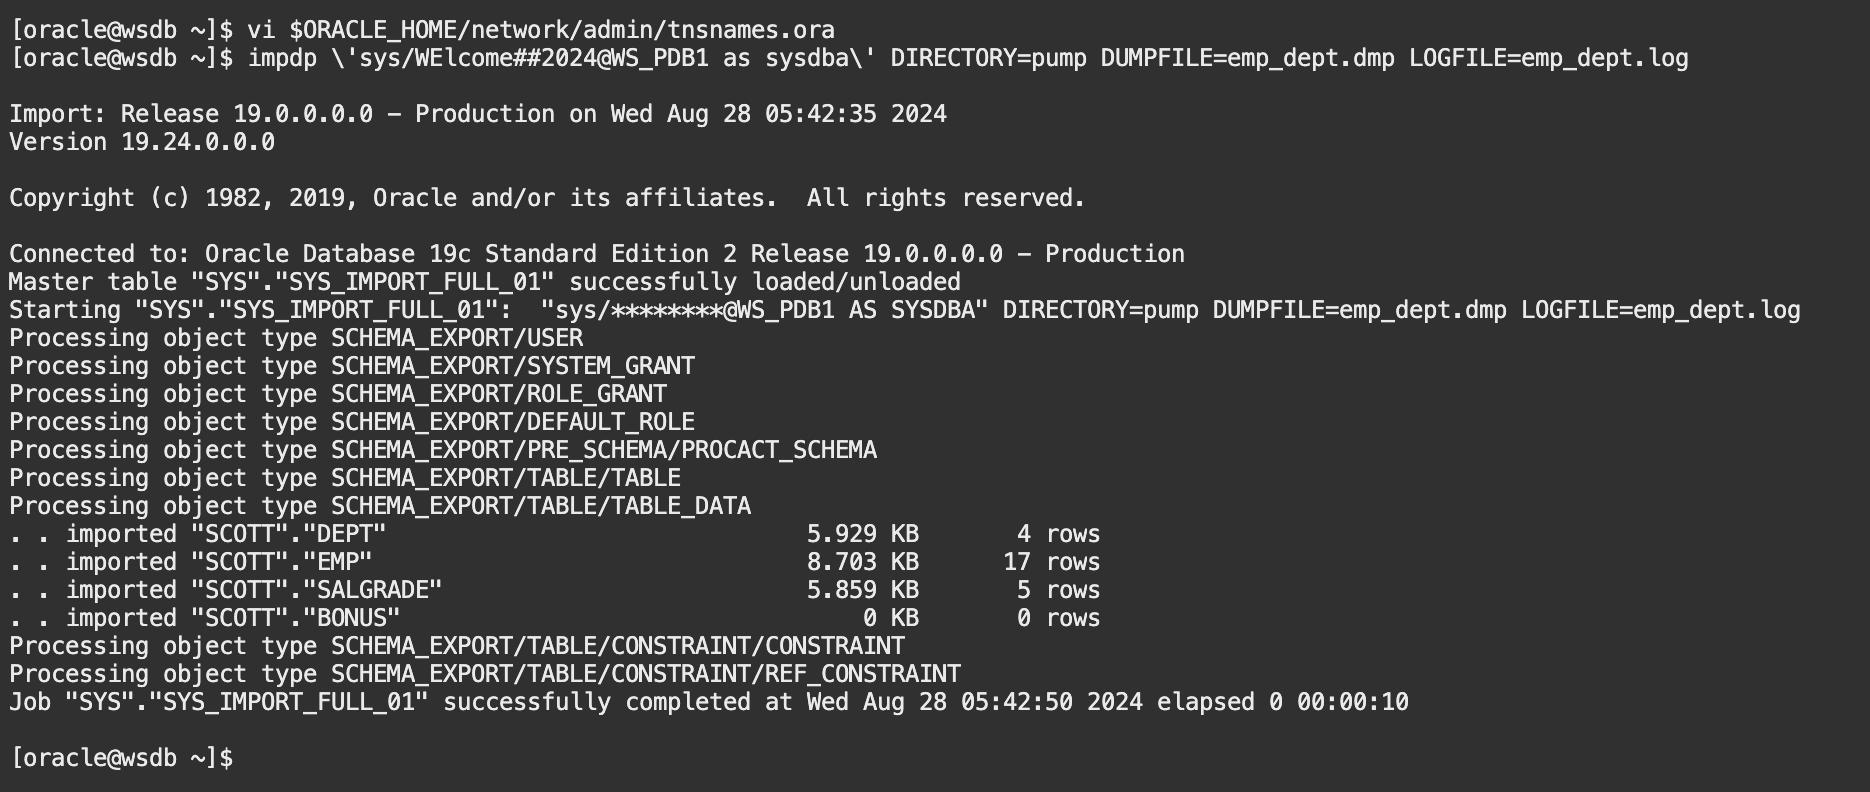 [oracle@wsdb ~]$ vi $ORACLE_HOME/network/admin/tnsnames.ora
[oracle@wsdb ~]$ impdp \'sys/WElcome##2024@WS_PDB1 as sysdba\' DIRECTORY=pump DUMPFILE=emp_dept.dmp LOGFILE=emp_dept.log
Import: Release 19.0.0.0.0 – Production on Wed Aug 28 05:42:35 2024
Version 19.24.0.0.0
Copyright (c) 1982, 2019, Oracle and/or its affiliates.  All rights reserved.
Connected to: Oracle Database 19c Standard Edition 2 Release 19.0.0.0.0 – Production
Master table "SYS"."SYS_IMPORT_FULL_01" successfully loaded/unloaded
Starting "SYS"."SYS_IMPORT_FULL_01":  "sys/********@WS_PDB1 AS SYSDBA" DIRECTORY=pump DUMPFILE=emp_dept.dmp LOGFILE=emp_dept.log
Processing object type SCHEMA_EXPORT/USER
Processing object type SCHEMA_EXPORT/SYSTEM_GRANT
Processing object type SCHEMA_EXPORT/ROLE_GRANT
Processing object type SCHEMA_EXPORT/DEFAULT_ROLE
Processing object type SCHEMA_EXPORT/PRE_SCHEMA/PROCACT_SCHEMA
Processing object type SCHEMA_EXPORT/TABLE/TABLE
Processing object type SCHEMA_EXPORT/TABLE/TABLE_DATA
. . imported "SCOTT"."DEPT"                              5.929 KB       4 rows
. . imported "SCOTT"."EMP"                               8.703 KB      17 rows
. . imported "SCOTT"."SALGRADE"                          5.859 KB       5 rows
. . imported "SCOTT"."BONUS"                                 0 KB       0 rows
Processing object type SCHEMA_EXPORT/TABLE/CONSTRAINT/CONSTRAINT
Processing object type SCHEMA_EXPORT/TABLE/CONSTRAINT/REF_CONSTRAINT
Job "SYS"."SYS_IMPORT_FULL_01" successfully completed at Wed Aug 28 05:42:50 2024 elapsed 0 00:00:10
[oracle@wsdb ~]$